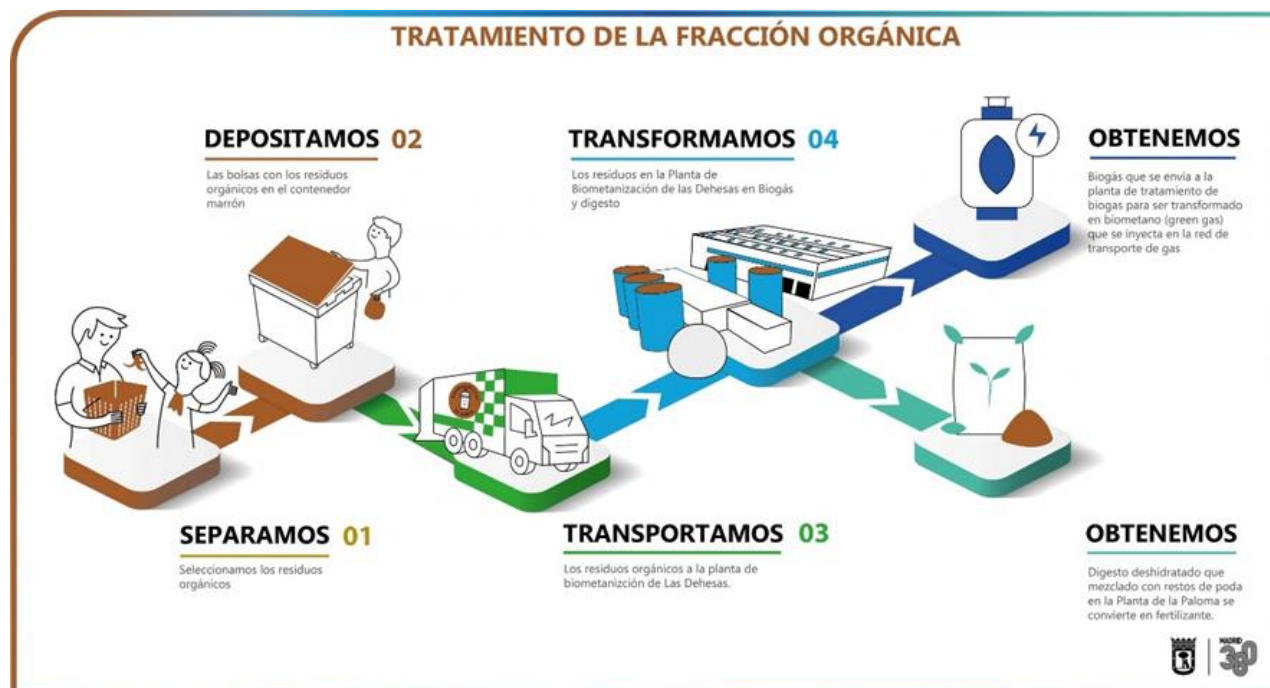 TRATAMIENTO DE LA FRACCIÓN ORGÁNICA
SEPARAMOS 01
Seleccionamos los residuos
orgánicos
DEPOSITAMOS 02
Las bolsas con los residuos
orgánicos en el contenedor
marrón
TRANSPORTAMOS 03
Los residuos orgánicos a la planta de
biometanizción de Las Dehesas.
TRANSFORMAMOS 04
Los residuos en la Planta de
Biometanización de las Dehesas en Biogás
y digesto
OBTENEMOS
Biogás que se envia a la
planta de tratamiento de
biogas para ser transformado
en biometano (green gas)
que se inyecta en la red de
transporte de gas
OBTENEMOS
Digesto deshidratado que
mezclado con restos de poda
en la Planta de la Paloma se
convierte en fertilizante.
MADRID
360